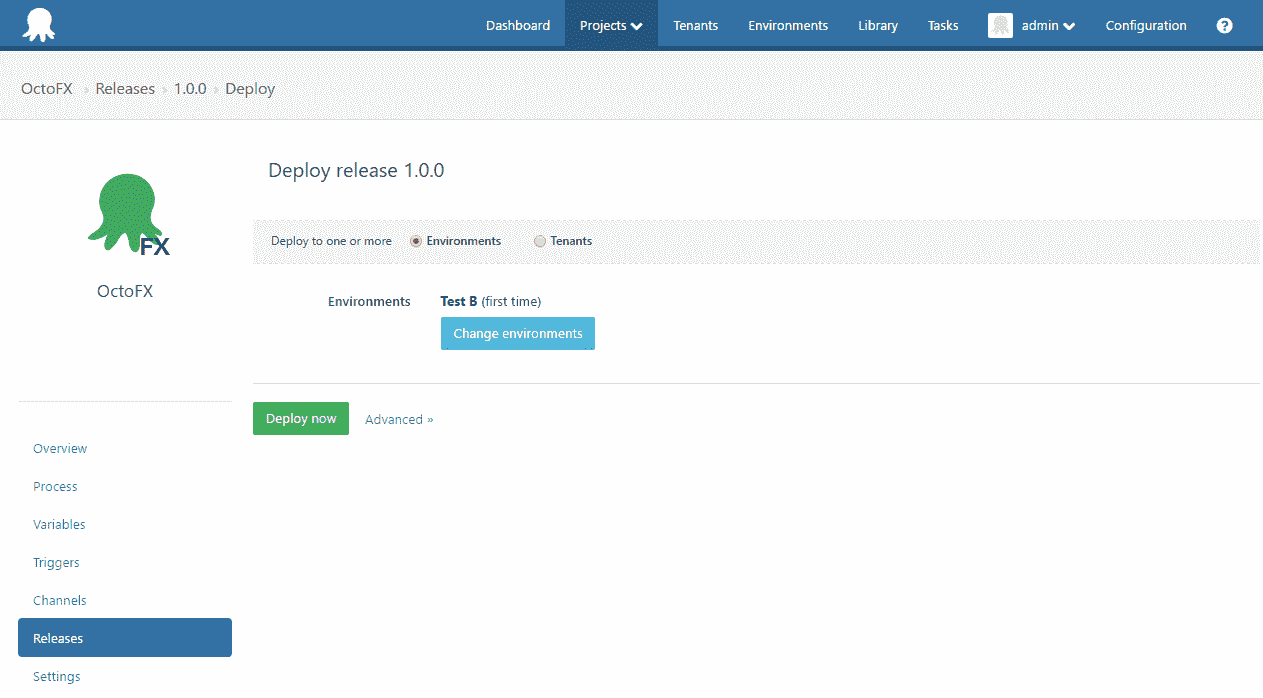 Dashboard Projects Tenants Environments Library Tasks admin Configuration ?
OctoFX › Releases › 1.0.0 › Deploy
Deploy release 1.0.0
Deploy to one or more Environments Tenants
FX
OctoFX
Environments Test B (first time)
Change environments
Deploy now Advanced »
Overview
Process
Variables
Triggers
Channels
Releases
Settings